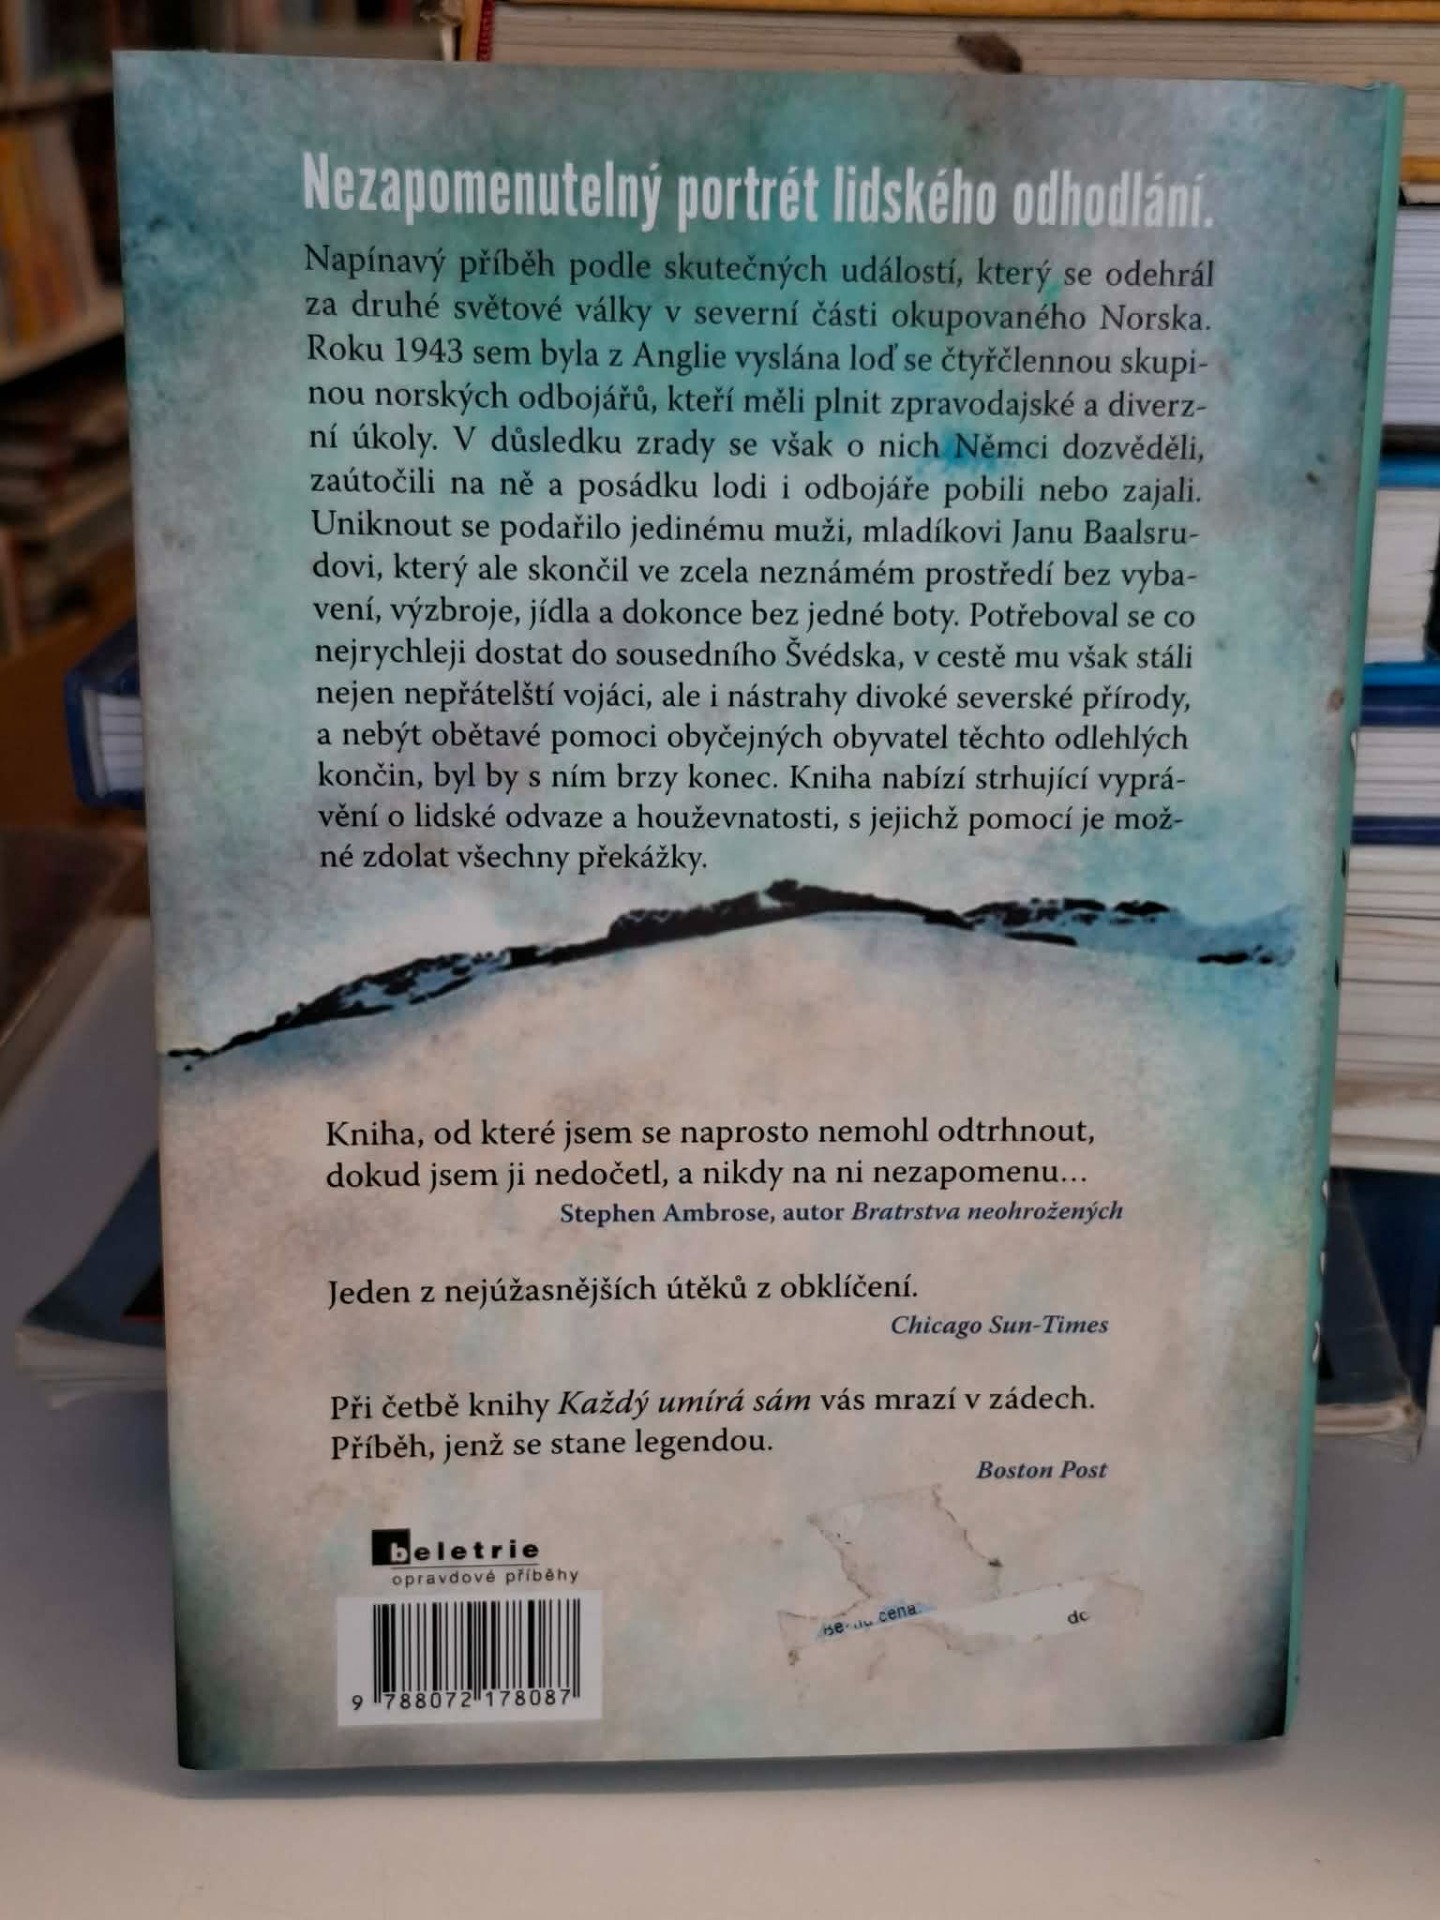 Nezapomenutelný portrét lidského odhodlání.
Napínavý příběh podle skutečných událostí, který se odehrál
za druhé světové války v severní části okupovaného Norska.
Roku 1943 sem byla z Anglie vyslána loď se čtyřčlennou skupi-
nou norských odbojářů, kteří měli plnit zpravodajské a diverz-
ní úkoly. V důsledku zrady se však o nich Němci dozvěděli,
zaútočili na ně a posádku lodi i odbojáře pobili nebo zajali.
Uniknout se podařilo jedinému muži, mladíkovi Janu Baalsru-
dovi, který ale skončil ve zcela neznámém prostředí bez vyba-
vení, výzbroje, jídla a dokonce bez jedné boty. Potřeboval se co
nejrychleji dostat do sousedního Švédska, v cestě mu však stáli
nejen nepřátelští vojáci, ale i nástrahy divoké severské přírody,
a nebýt obětavé pomoci obyčejných obyvatel těchto odlehlých
končin, byl by s ním brzy konec. Kniha nabízí strhující vyprá-
vění o lidské odvaze a houževnatosti, s jejichž pomocí je mož-
né zdolat všechny překážky.
Kniha, od které jsem se naprosto nemohl odtrhnout,
dokud jsem ji nedočetl, a nikdy na ni nezapomenu...
Stephen Ambrose, autor Bratrstva neohrožených
Jeden z nejúžasnějších útěků z obklíčení.
Chicago Sun-Times
Při četbě knihy Každý umírá sám vás mrazí v zádech.
Příběh, jenž se stane legendou.
Boston Post
beletrie
opravdové příběhy
cena
9 788072 178087